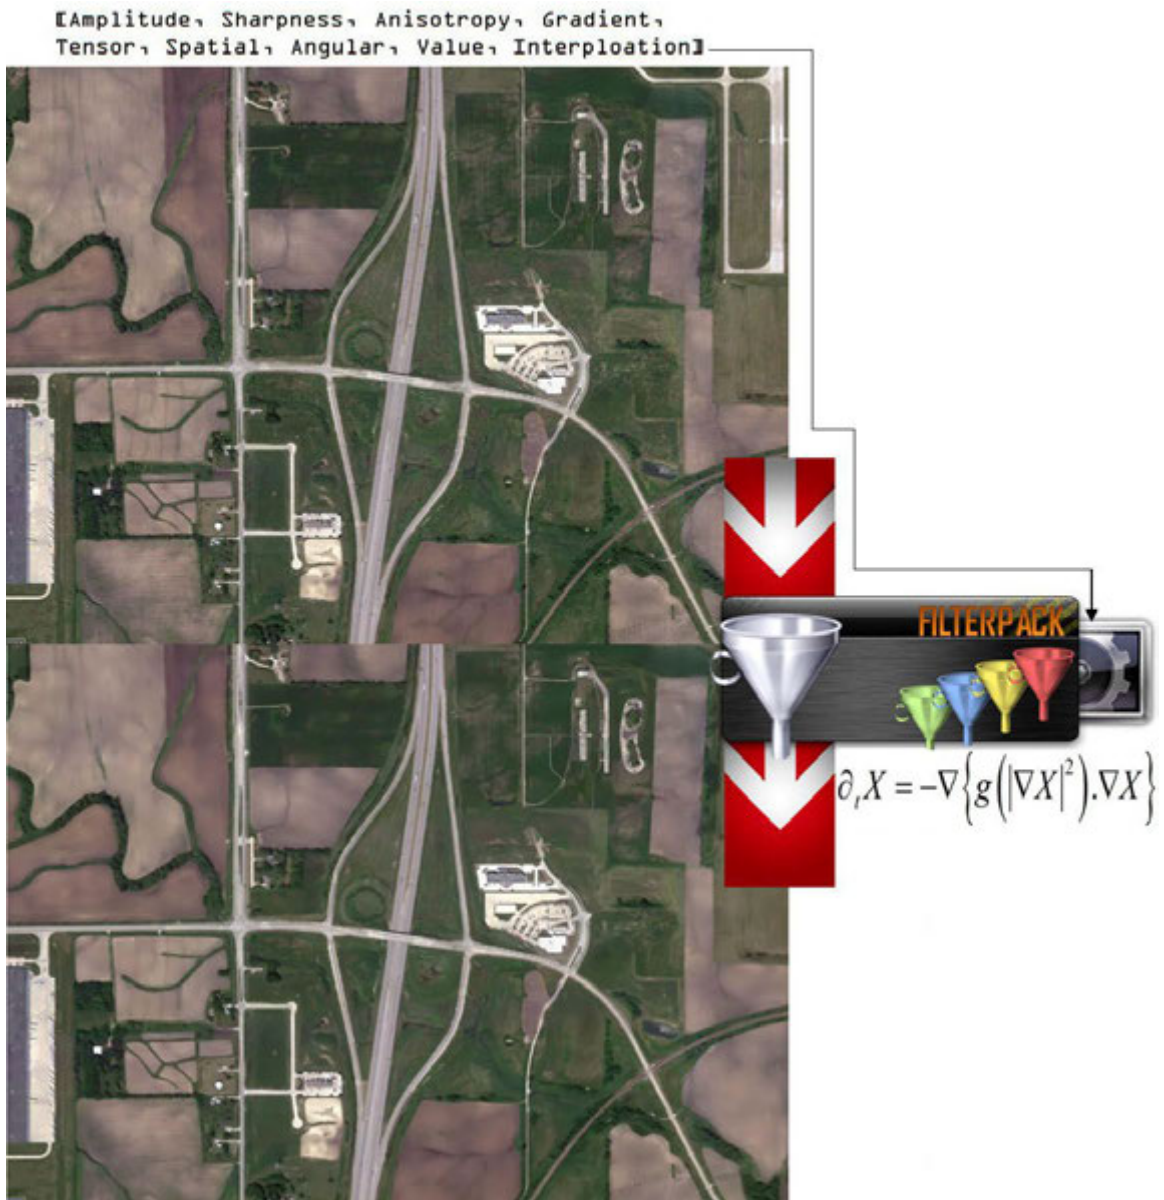 [Amplitude, Sharpness, Anisotropy, Gradient,
Tensor, Spatial, Angular, Value, Interploation]
FILTERPACK
∂ₜX = −∇{g(|∇X|²).∇X}